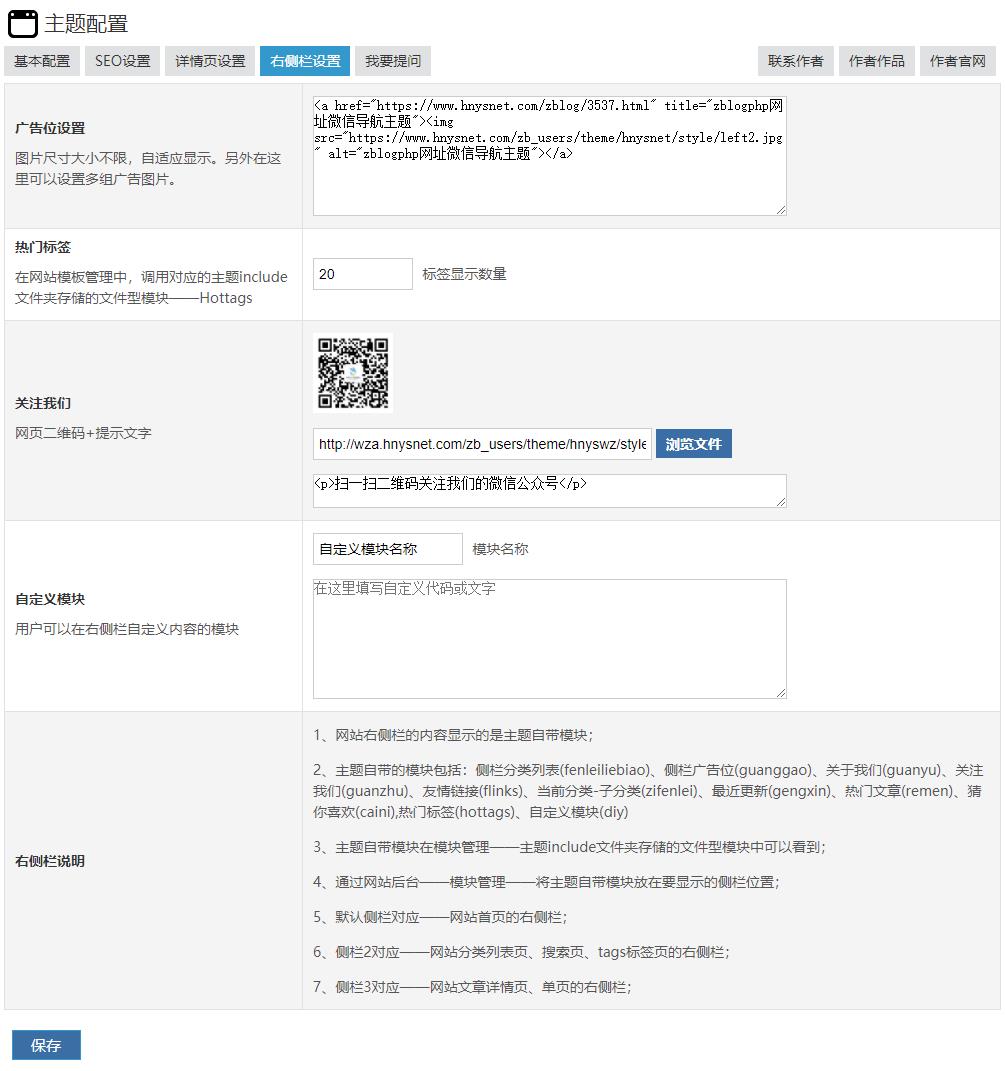 主题配置
基本配置 SEO设置 详情页设置 右侧栏设置 我要提问 联系作者 作者作品 作者官网
广告位设置
图片尺寸大小不限，自适应显示。另外在这
里可以设置多组广告图片。
<a href="https://www.hnysnet.com/zblog/3537.html" title="zblogphp网
址微信导航主题"><img
src="https://www.hnysnet.com/zb_users/theme/hnysnet/style/left2.jpg
" alt="zblogphp网址微信导航主题"></a>
热门标签
在网站模板管理中，调用对应的主题include
文件夹存储的文件型模块——Hottags
20 标签显示数量
关注我们
网页二维码+提示文字
http://wza.hnysnet.com/zb_users/theme/hnyswz/style 浏览文件
<p>扫一扫二维码关注我们的微信公众号</p>
自定义模块
用户可以在右侧栏自定义内容的模块
自定义模块名称 模块名称
在这里填写自定义代码或文字
右侧栏说明
1、网站右侧栏的内容显示的是主题自带模块；
2、主题自带的模块包括：侧栏分类列表(fenleiliebiao)、侧栏广告位(guanggao)、关于我们(guanyu)、关注
我们(guanzhu)、友情链接(flinks)、当前分类-子分类(zifenlei)、最近更新(gengxin)、热门文章(remen)、猜
你喜欢(caini),热门标签(hottags)、自定义模块(diy)
3、主题自带模块在模块管理——主题include文件夹存储的文件型模块中可以看到；
4、通过网站后台——模块管理——将主题自带模块放在要显示的侧栏位置；
5、默认侧栏对应——网站首页的右侧栏；
6、侧栏2对应——网站分类列表页、搜索页、tags标签页的右侧栏；
7、侧栏3对应——网站文章详情页、单页的右侧栏；
保存